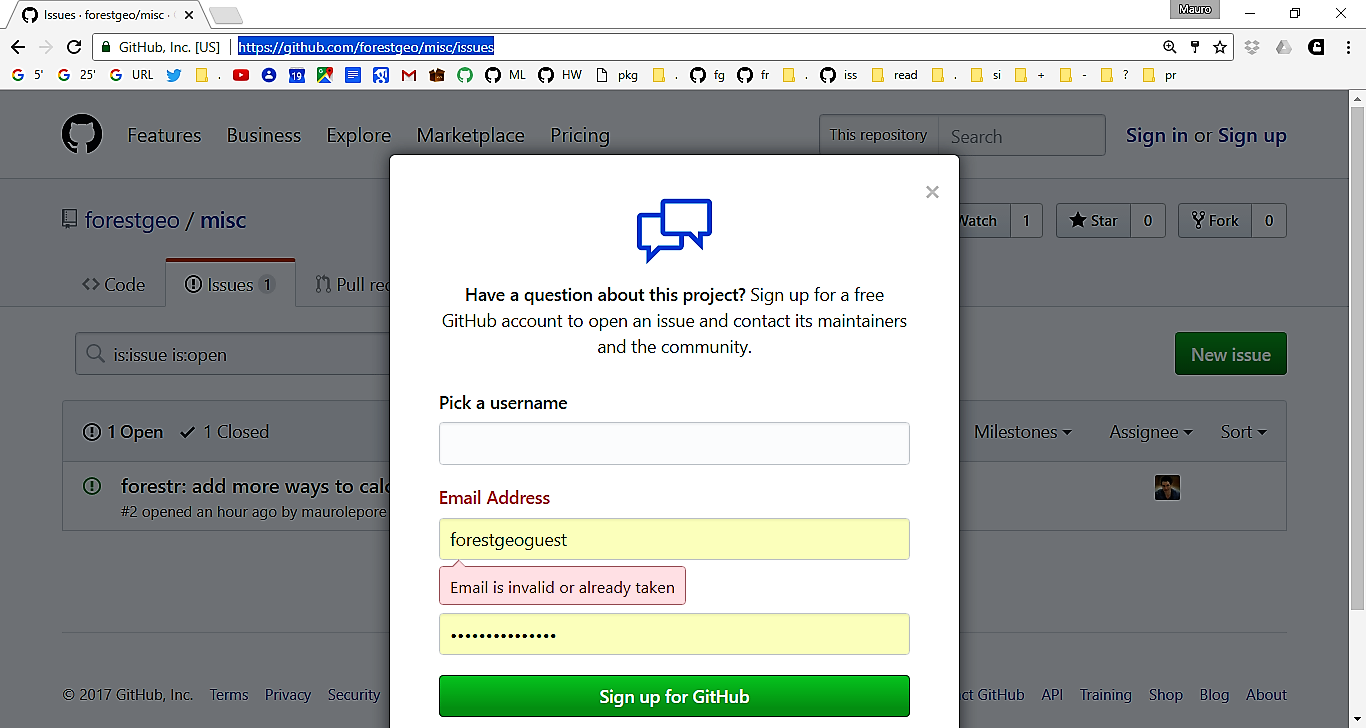 Issues · forestgeo/misc ·
Mauro
GitHub, Inc. [US] | https://github.com/forestgeo/misc/issues
G 5' G 25' G URL . 19 ML HW pkg . fg fr . iss read . si + - ? pr
Features Business Explore Marketplace Pricing This repository Search Sign in or Sign up
forestgeo / misc
Watch 1 Star 0 Fork 0
Code Issues 1 Pull rec
Have a question about this project? Sign up for a free
GitHub account to open an issue and contact its maintainers
and the community.
is:issue is:open
New issue
Pick a username
1 Open 1 Closed
Milestones Assignee Sort
forestr: add more ways to calc
#2 opened an hour ago by maurolepore
Email Address
forestgeoguest
Email is invalid or already taken
•••••••••••••••
Sign up for GitHub
© 2017 GitHub, Inc. Terms Privacy Security
ct GitHub API Training Shop Blog About